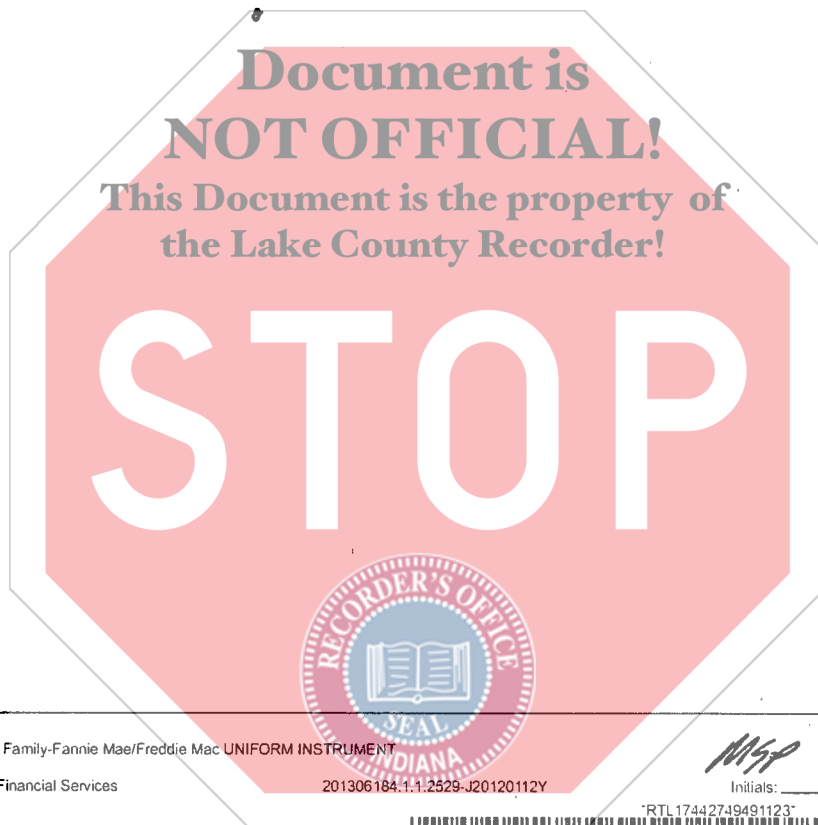 Document is
NOT OFFICIAL!
This Document is the property of
the Lake County Recorder!
STOP
RECORDER'S OFFICE
SEAL
INDIANA
Family-Fannie Mae/Freddie Mac UNIFORM INSTRUMENT
MSP
Financial Services 201306184.1.1.2529-J20120112Y Initials:
*RTL17442749491123*